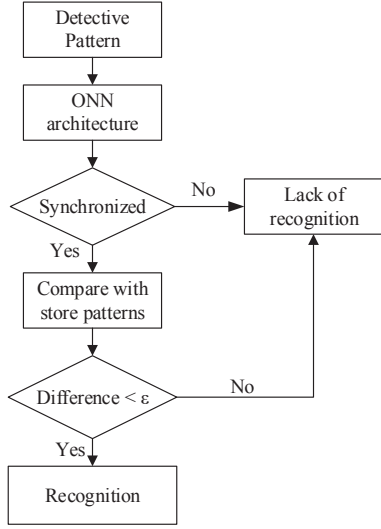 Detective
Pattern
ONN
architecture
Synchronized
No
Lack of
recognition
Yes
Compare with
store patterns
Difference < ε
No
Yes
Recognition